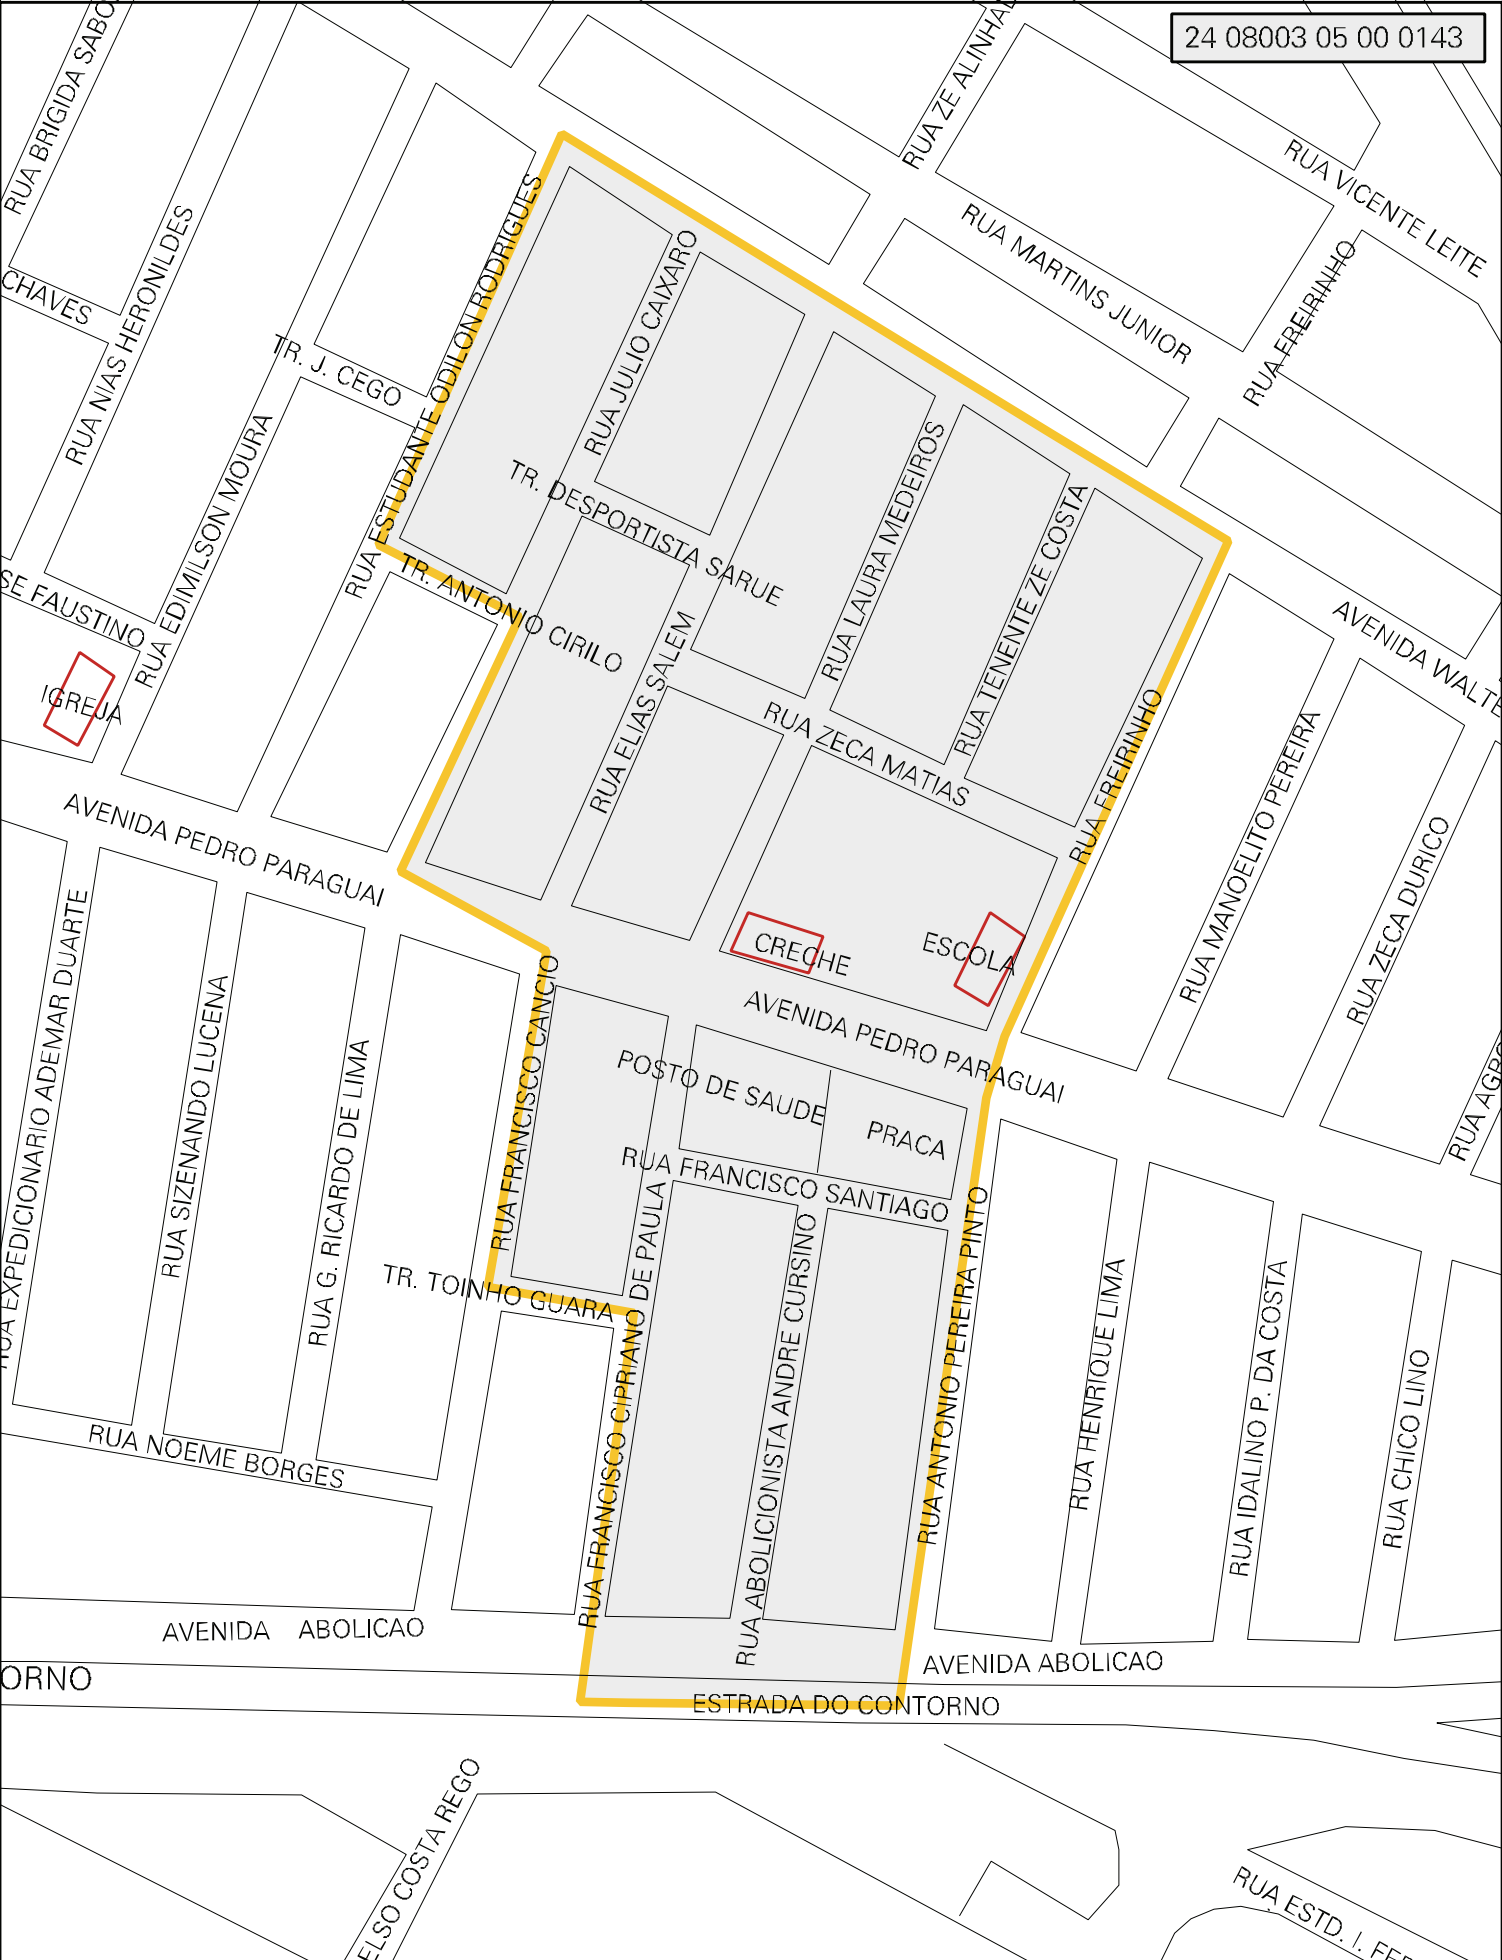 24 08003 05 00 0143
RUA BRIGIDA SABO
RUA ZE ALINHA
RUA VICENTE LEITE
RUA MARTINS JUNIOR
RUA FREIRINHO
CHAVES
RUA NIAS HERONILDES
TR. J. CEGO
RUA ESTUDANTE ODILON RODRIGUES
RUA JULIO CAIXARO
RUA EDIMILSON MOURA
TR. DESPORTISTA SARUE
RUA LAURA MEDEIROS
RUA TENENTE ZE COSTA
TR. ANTONIO CIRILO
SE FAUSTINO
IGREJA
RUA ELIAS SALEM
RUA ZECA MATIAS
RUA FREIRINHO
AVENIDA WALTE
RUA MANOELITO PEREIRA
RUA ZECA DURICO
AVENIDA PEDRO PARAGUAI
CRECHE
ESCOLA
AVENIDA PEDRO PARAGUAI
RUA EXPEDICIONARIO ADEMAR DUARTE
RUA SIZENANDO LUCENA
RUA G. RICARDO DE LIMA
RUA FRANCISCO CANCIO
POSTO DE SAUDE
PRACA
RUA AGRO
RUA FRANCISCO SANTIAGO
TR. TOINHO GUARA
RUA FRANCISCO CIPRIANO DE PAULA
RUA ABOLICIONISTA ANDRE CURSINO
RUA ANTONIO PEREIRA PINTO
RUA HENRIQUE LIMA
RUA IDALINO P. DA COSTA
RUA CHICO LINO
RUA NOEME BORGES
AVENIDA ABOLICAO
AVENIDA ABOLICAO
ORNO
ESTRADA DO CONTORNO
ELSO COSTA REGO
RUA ESTD. I. FER